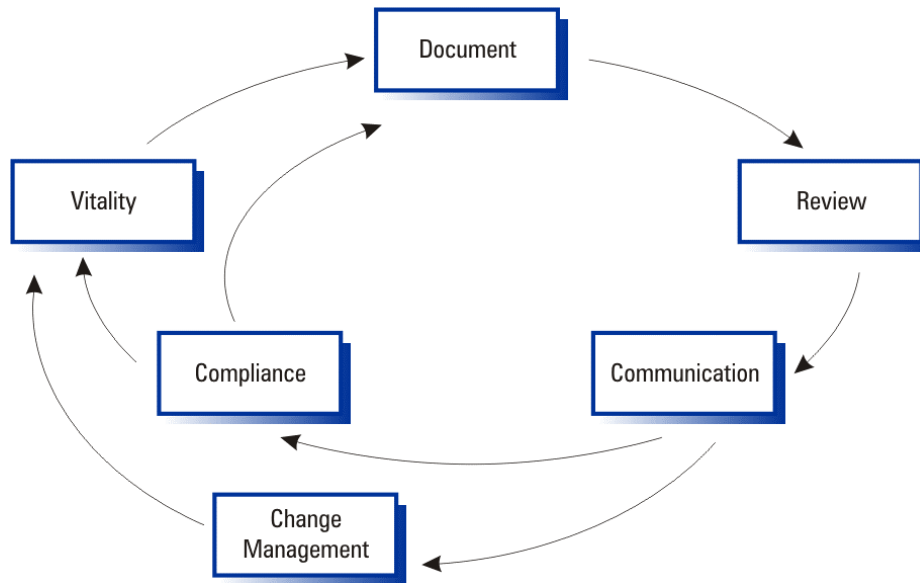 Document
Vitality
Review
Compliance
Communication
Change
Management